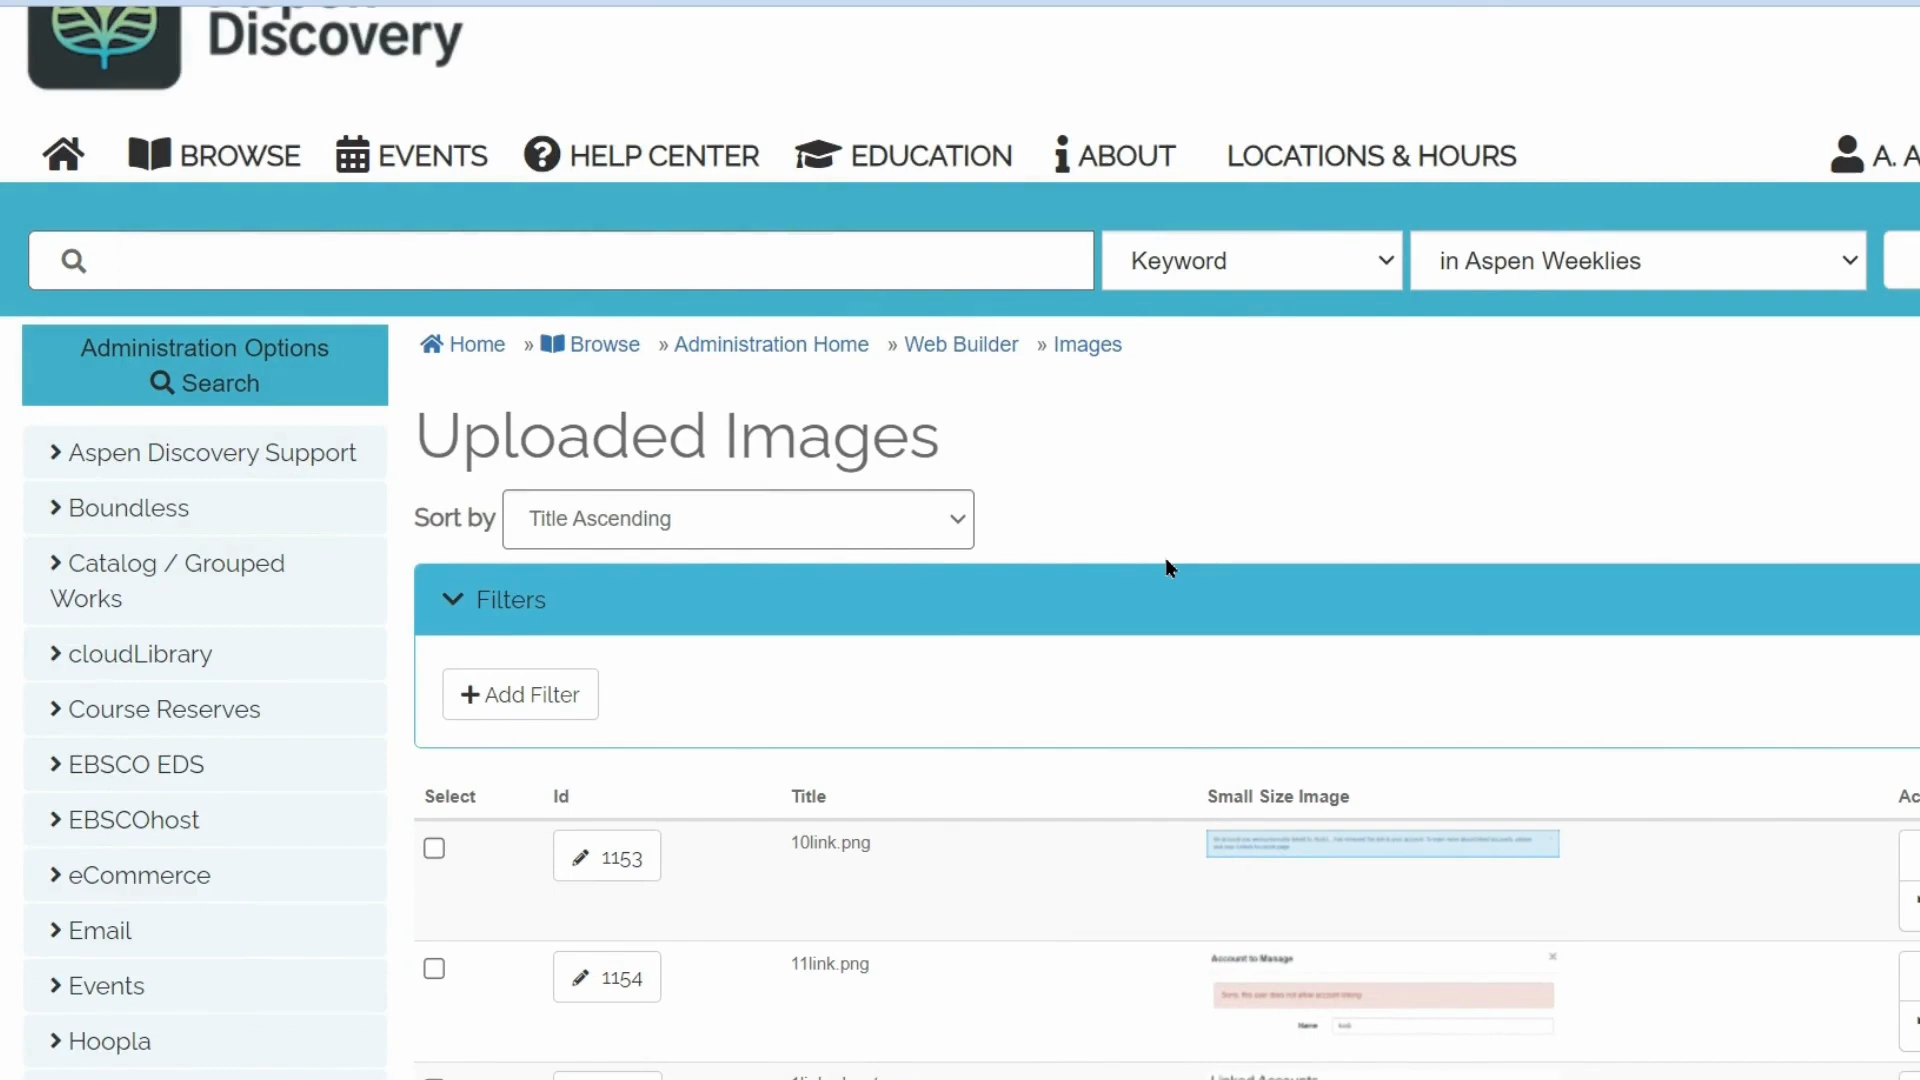 Discovery
BROWSE EVENTS HELP CENTER EDUCATION ABOUT LOCATIONS & HOURS A. A
Keyword in Aspen Weeklies
Administration Options
Search
Home » Browse » Administration Home » Web Builder » Images
Uploaded Images
Sort by Title Ascending
Filters
Add Filter
Aspen Discovery Support
Boundless
Catalog / Grouped
Works
cloudLibrary
Course Reserves
EBSCO EDS
EBSCOhost
eCommerce
Email
Events
Hoopla
Select Id Title Small Size Image Ac
1153 10link.png
1154 11link.png
Account to Manage
Sorry, this user does not allow account linking
Name
Linked Accounts